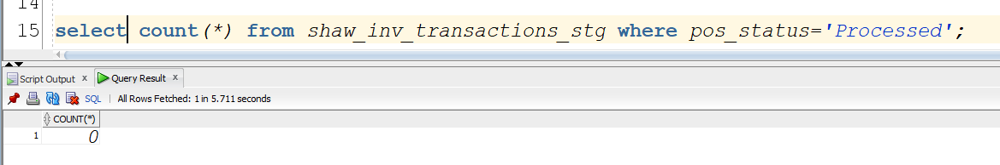 14
15 select count(*) from shaw_inv_transactions_stg where pos_status='Processed';
Script Output x Query Result x
SQL | All Rows Fetched: 1 in 5.711 seconds
COUNT(*)
1 0